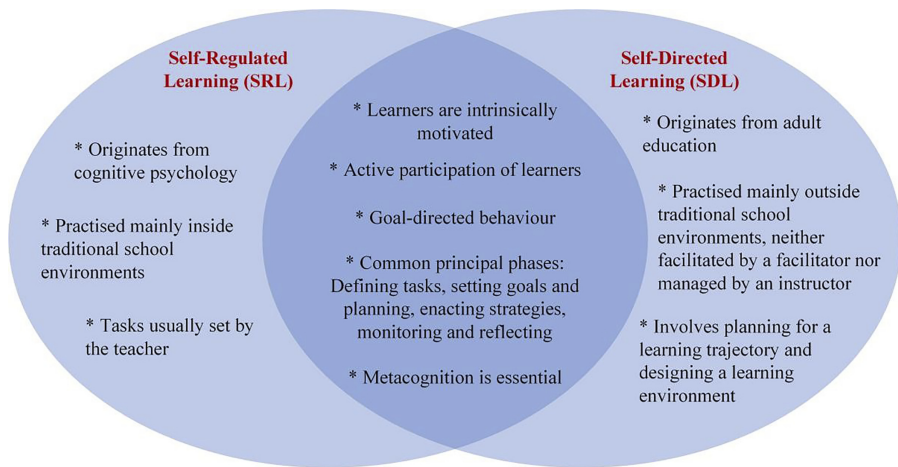 Self-Regulated
Learning (SRL)
* Originates from
cognitive psychology
* Practised mainly inside
traditional school
environments
* Tasks usually set by
the teacher
* Learners are intrinsically
motivated
* Active participation of learners
* Goal-directed behaviour
* Common principal phases:
Defining tasks, setting goals and
planning, enacting strategies,
monitoring and reflecting
* Metacognition is essential
Self-Directed
Learning (SDL)
* Originates from adult
education
* Practised mainly outside
traditional school
environments, neither
facilitated by a facilitator nor
managed by an instructor
* Involves planning for a
learning trajectory and
designing a learning
environment